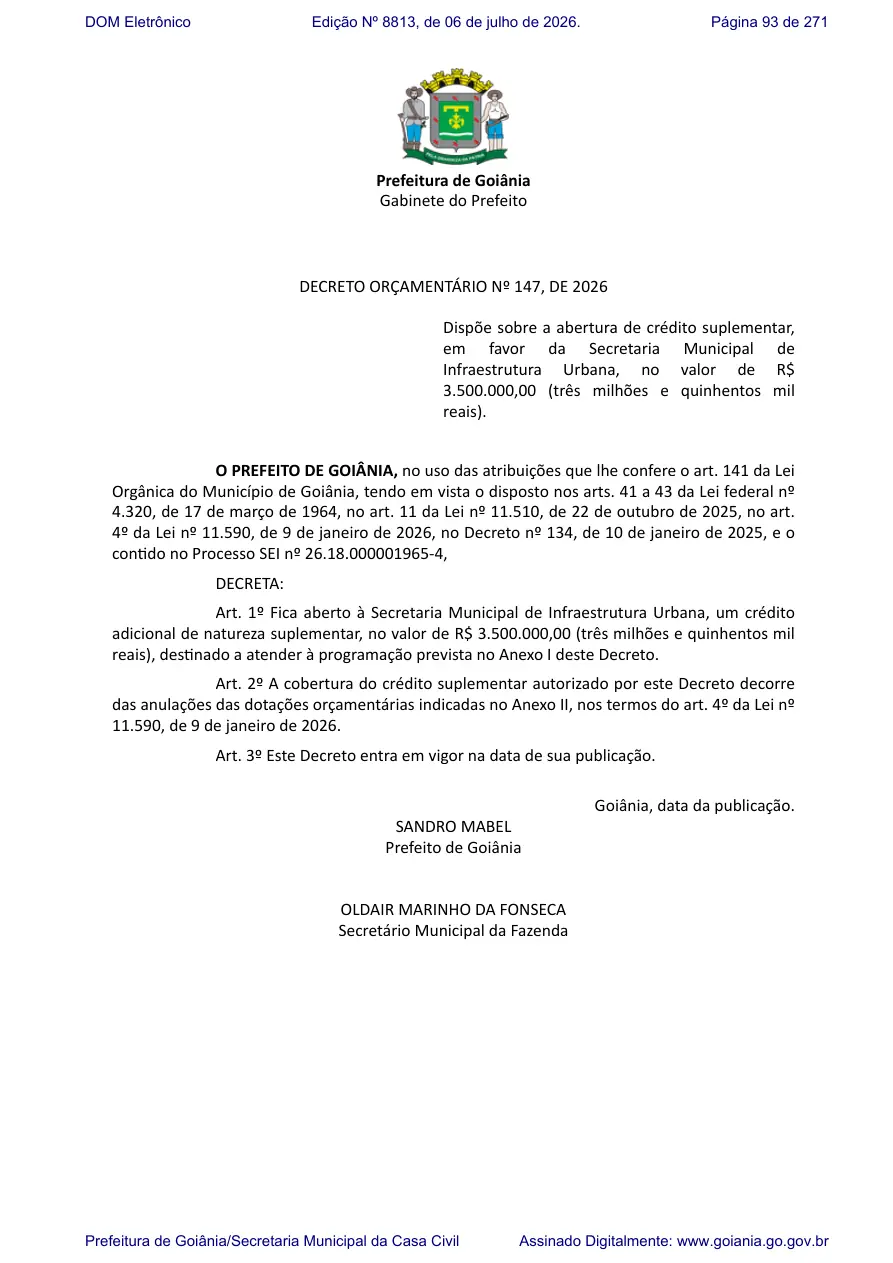 DOM Eletrônico Edição Nº 8813, de 06 de julho de 2026. Página 93 de 271
Prefeitura de Goiânia
Gabinete do Prefeito
DECRETO ORÇAMENTÁRIO Nº 147, DE 2026
Dispõe sobre a abertura de crédito suplementar,
em favor da Secretaria Municipal de
Infraestrutura Urbana, no valor de R$
3.500.000,00 (três milhões e quinhentos mil
reais).
O PREFEITO DE GOIÂNIA, no uso das atribuições que lhe confere o art. 141 da Lei
Orgânica do Município de Goiânia, tendo em vista o disposto nos arts. 41 a 43 da Lei federal nº
4.320, de 17 de março de 1964, no art. 11 da Lei nº 11.510, de 22 de outubro de 2025, no art.
4º da Lei nº 11.590, de 9 de janeiro de 2026, no Decreto nº 134, de 10 de janeiro de 2025, e o
contido no Processo SEI nº 26.18.000001965-4,
DECRETA:
Art. 1º Fica aberto à Secretaria Municipal de Infraestrutura Urbana, um crédito
adicional de natureza suplementar, no valor de R$ 3.500.000,00 (três milhões e quinhentos mil
reais), destinado a atender à programação prevista no Anexo I deste Decreto.
Art. 2º A cobertura do crédito suplementar autorizado por este Decreto decorre
das anulações das dotações orçamentárias indicadas no Anexo II, nos termos do art. 4º da Lei nº
11.590, de 9 de janeiro de 2026.
Art. 3º Este Decreto entra em vigor na data de sua publicação.
Goiânia, data da publicação.
SANDRO MABEL
Prefeito de Goiânia
OLDAIR MARINHO DA FONSECA
Secretário Municipal da Fazenda
Prefeitura de Goiânia/Secretaria Municipal da Casa Civil Assinado Digitalmente: www.goiania.go.gov.br